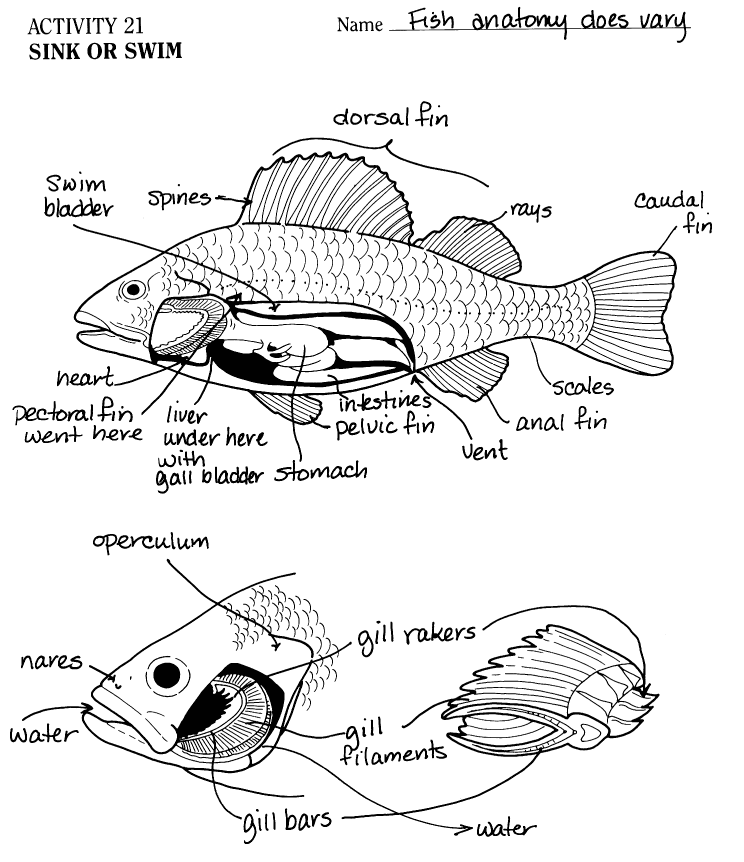 ACTIVITY 21
SINK OR SWIM
Name Fish anatomy does vary
dorsal fin
swim
bladder
spines
rays
caudal
fin
heart
pectoral fin
went here
liver
under here
with
gall bladder
stomach
intestines
pelvic fin
vent
anal fin
scales
operculum
nares
water
gill rakers
gill
filaments
gill bars
water